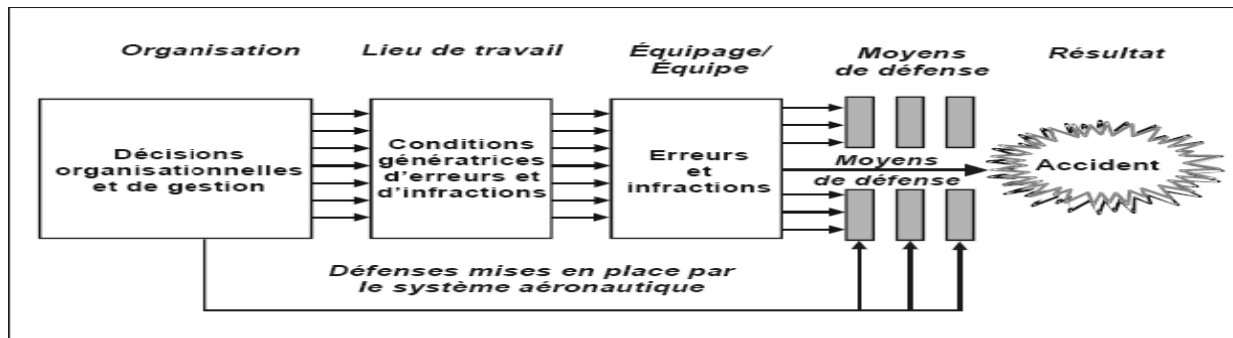 Organisation
Lieu de travail
Équipage/
Équipe
Moyens
de défense
Résultat
Décisions
organisationnelles
et de gestion
Conditions
génératrices
d'erreurs et
d'infractions
Erreurs
et
infractions
Moyens
de défense
Accident
Défenses mises en place par
le système aéronautique